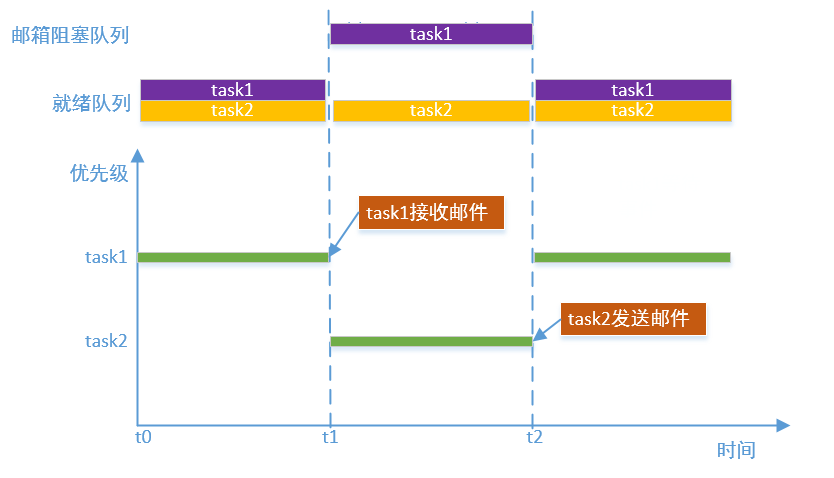 邮箱阻塞队列
task1
就绪队列
task1
task1
task2
task2
task2
优先级
task1接收邮件
task1
task2发送邮件
task2
t0
t1
t2
时间